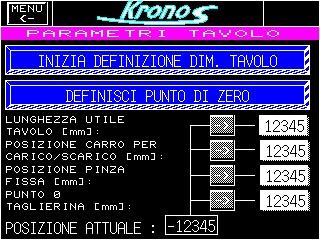 MENU
<-
Kronos
PARAMETRI TAVOLO
INIZIA DEFINIZIONE DIM. TAVOLO
DEFINISCI PUNTO DI ZERO
LUNGHEZZA UTILE
TAVOLO [mm]:
12345
POSIZIONE CARRO PER
CARICO/SCARICO [mm]:
12345
POSIZIONE PINZA
FISSA [mm]:
12345
PUNTO 0
TAGLIERINA [mm]:
12345
POSIZIONE ATTUALE : -12345